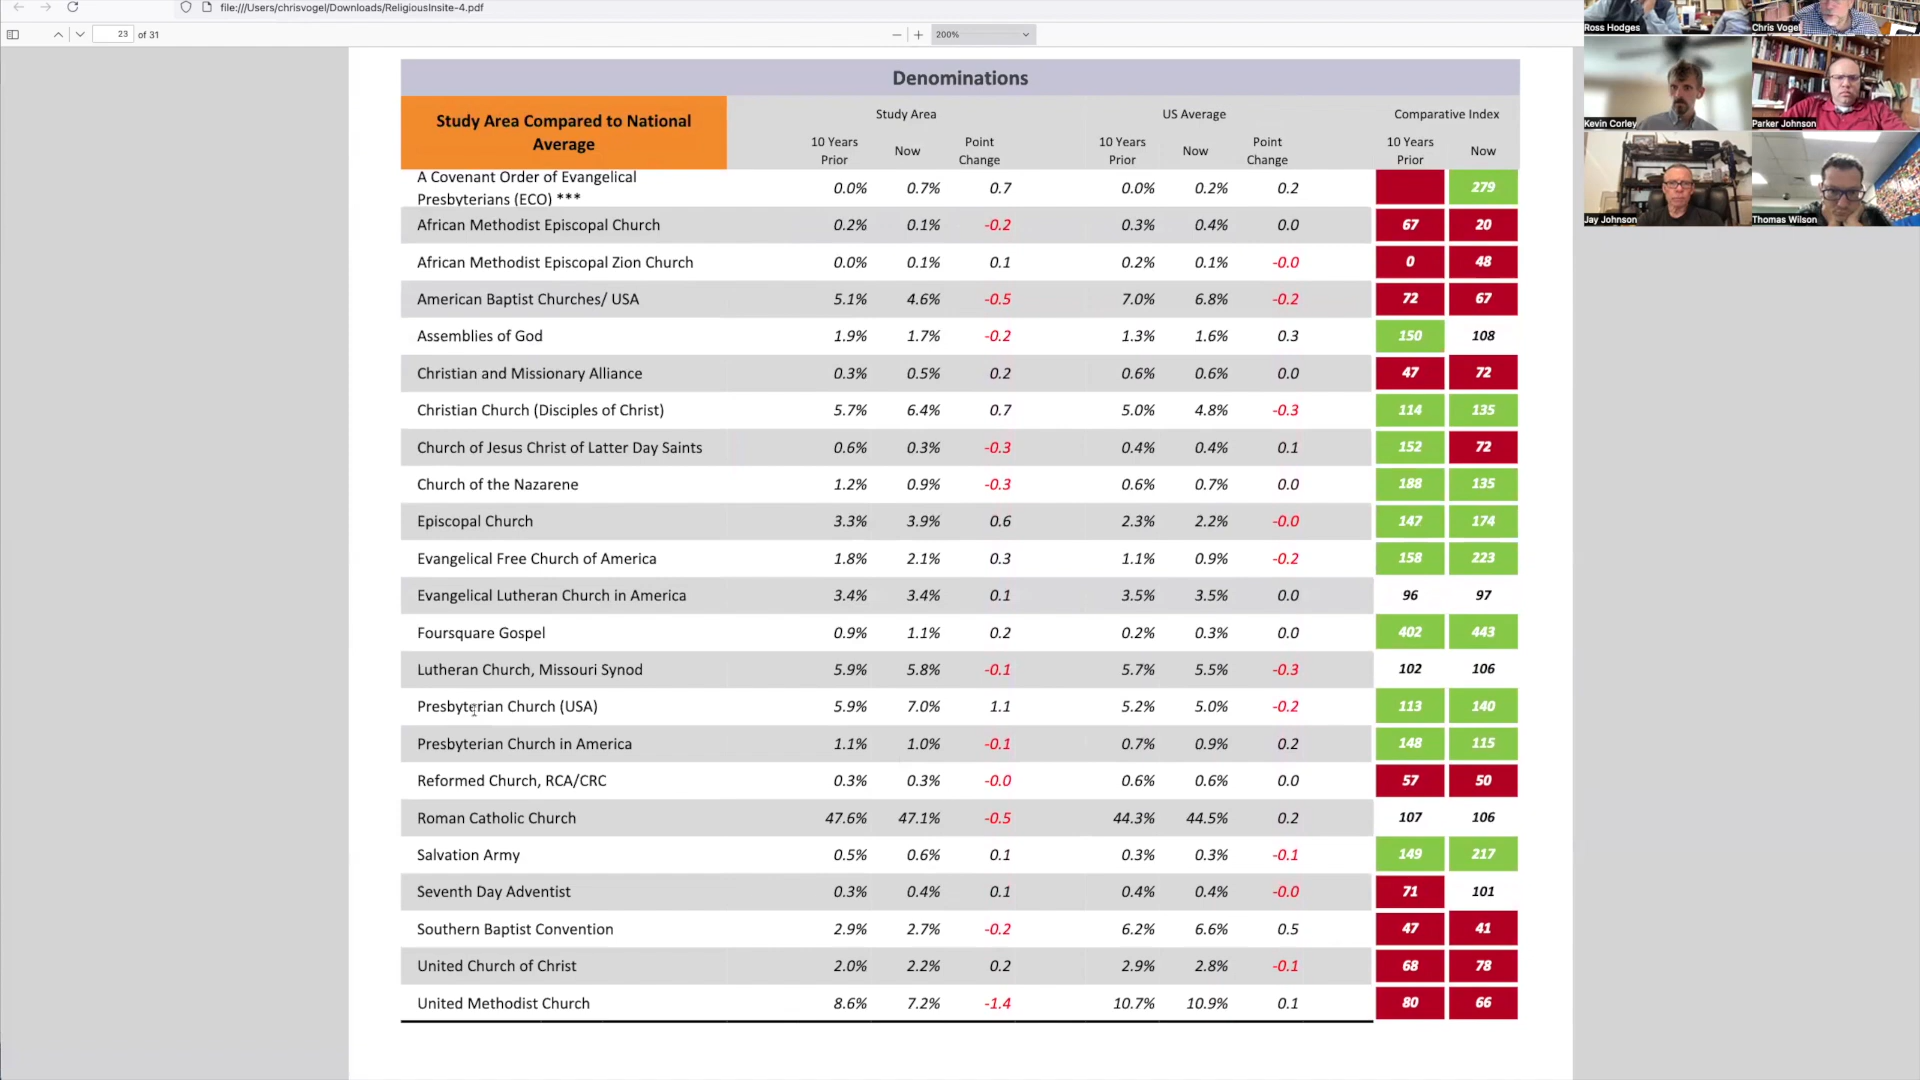 file:///Users/chrisvogel/Downloads/ReligiousInsite-4.pdf
23 of 31
200%
Ross Hodges
Chris Vogel
Kevin Corley
Parker Johnson
Jay Johnson
Thomas Wilson
Denominations
Study Area Compared to National
Average
Study Area
US Average
Comparative Index
10 Years
Prior
Now
Point
Change
10 Years
Prior
Now
Point
Change
10 Years
Prior
Now
A Covenant Order of Evangelical
Presbyterians (ECO) *** 0.0% 0.7% 0.7 0.0% 0.2% 0.2 279
African Methodist Episcopal Church 0.2% 0.1% -0.2 0.3% 0.4% 0.0 67 20
African Methodist Episcopal Zion Church 0.0% 0.1% 0.1 0.2% 0.1% -0.0 0 48
American Baptist Churches/ USA 5.1% 4.6% -0.5 7.0% 6.8% -0.2 72 67
Assemblies of God 1.9% 1.7% -0.2 1.3% 1.6% 0.3 150 108
Christian and Missionary Alliance 0.3% 0.5% 0.2 0.6% 0.6% 0.0 47 72
Christian Church (Disciples of Christ) 5.7% 6.4% 0.7 5.0% 4.8% -0.3 114 135
Church of Jesus Christ of Latter Day Saints 0.6% 0.3% -0.3 0.4% 0.4% 0.1 152 72
Church of the Nazarene 1.2% 0.9% -0.3 0.6% 0.7% 0.0 188 135
Episcopal Church 3.3% 3.9% 0.6 2.3% 2.2% -0.0 147 174
Evangelical Free Church of America 1.8% 2.1% 0.3 1.1% 0.9% -0.2 158 223
Evangelical Lutheran Church in America 3.4% 3.4% 0.1 3.5% 3.5% 0.0 96 97
Foursquare Gospel 0.9% 1.1% 0.2 0.2% 0.3% 0.0 402 443
Lutheran Church, Missouri Synod 5.9% 5.8% -0.1 5.7% 5.5% -0.3 102 106
Presbyterian Church (USA) 5.9% 7.0% 1.1 5.2% 5.0% -0.2 113 140
Presbyterian Church in America 1.1% 1.0% -0.1 0.7% 0.9% 0.2 148 115
Reformed Church, RCA/CRC 0.3% 0.3% -0.0 0.6% 0.6% 0.0 57 50
Roman Catholic Church 47.6% 47.1% -0.5 44.3% 44.5% 0.2 107 106
Salvation Army 0.5% 0.6% 0.1 0.3% 0.3% -0.1 149 217
Seventh Day Adventist 0.3% 0.4% 0.1 0.4% 0.4% -0.0 71 101
Southern Baptist Convention 2.9% 2.7% -0.2 6.2% 6.6% 0.5 47 41
United Church of Christ 2.0% 2.2% 0.2 2.9% 2.8% -0.1 68 78
United Methodist Church 8.6% 7.2% -1.4 10.7% 10.9% 0.1 80 66